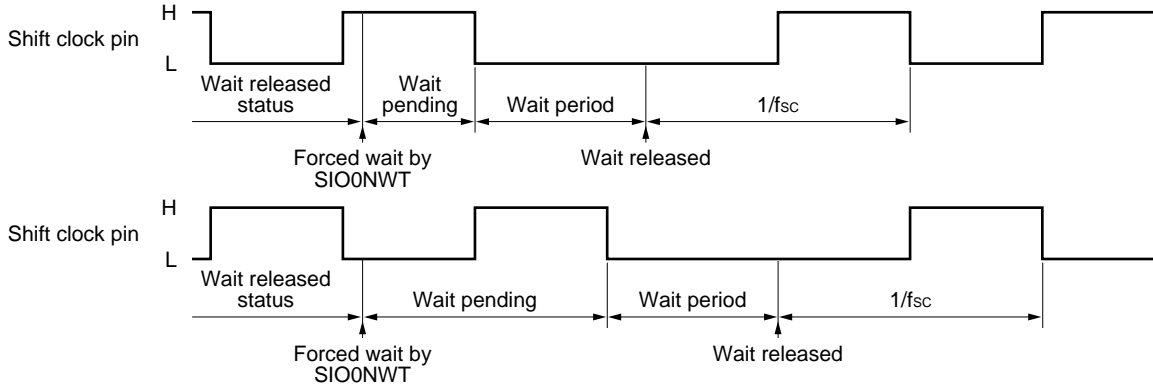 H
Shift clock pin
L
Wait released
status
Wait
pending
Wait period
1/fSC
Forced wait by
SIO0NWT
Wait released
H
Shift clock pin
L
Wait released
status
Wait pending
Wait period
1/fSC
Forced wait by
SIO0NWT
Wait released